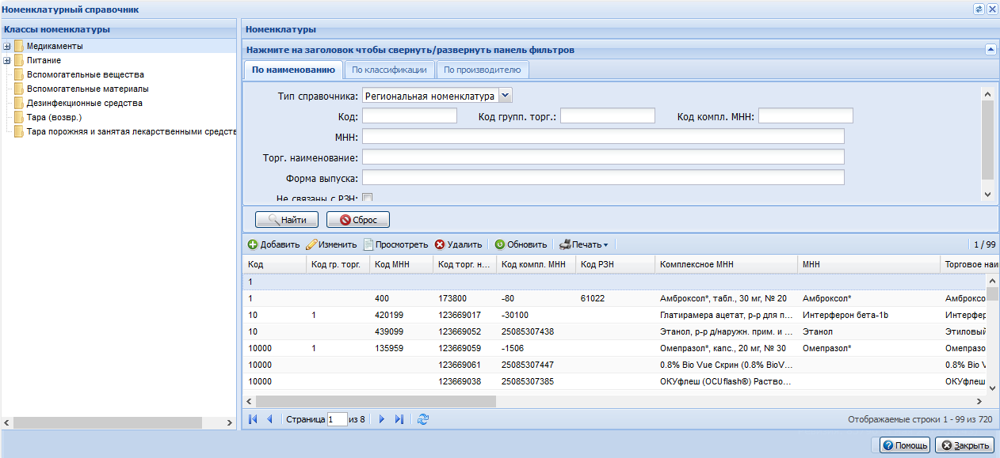 Номенклатурный справочник
Классы номенклатуры
Медикаменты
Питание
Вспомогательные вещества
Вспомогательные материалы
Дезинфекционные средства
Тара (возвр.)
Тара порожняя и занятая лекарственными средств
Номенклатуры
Нажмите на заголовок чтобы свернуть/развернуть панель фильтров
По наименованию По классификации По производителю
Тип справочника: Региональная номенклатура
Код: Код групп. торг.: Код компл. МНН:
МНН:
Торг. наименование:
Форма выпуска:
Не связаны с РЗН:
Найти Сброс
Добавить Изменить Просмотреть Удалить Обновить Печать 1 / 99
Код Код гр. торг. Код МНН Код торг. н... Код компл. МНН Код РЗН Комплексное МНН МНН Торговое наи
1
1 400 173800 -80 61022 Амброксол*, табл., 30 мг, № 20 Амброксол* Амброксо
10 1 420199 123669017 -30100 Глатирамера ацетат, р-р для п... Интерферон бета-1b Интерфер
10 439099 123669052 25085307438 Этанол, р-р д/наружн. прим. и ... Этанол Этиловый
10000 1 135959 123669059 -1506 Омепразол*, капс., 20 мг, № 30 Омепразол* Омепразо
10000 123669061 25085307447 0.8% Bio Vue Скрин (0.8% BioV... 0.8% Bio V
10000 123669038 25085307385 ОКУфлеш (OCUflash®) Раство... ОКУфлеш
Страница 1 из 8 Отображаемые строки 1 - 99 из 720
Помощь Закрыть